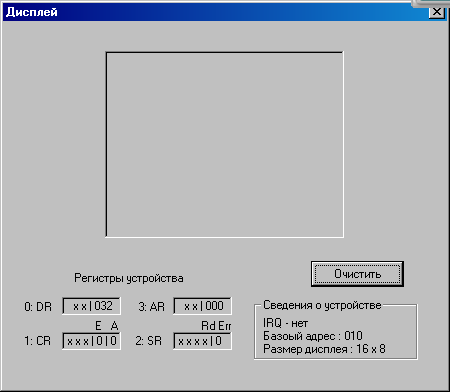 Дисплей
Очистить
Регистры устройства
0: DR xx|032 3: AR xx|000
E A Rd Err
1: CR xxx|0|0 2: SR xxxx|0
Сведения о устройстве
IRQ - нет
Базоый адрес : 010
Размер дисплея : 16 x 8